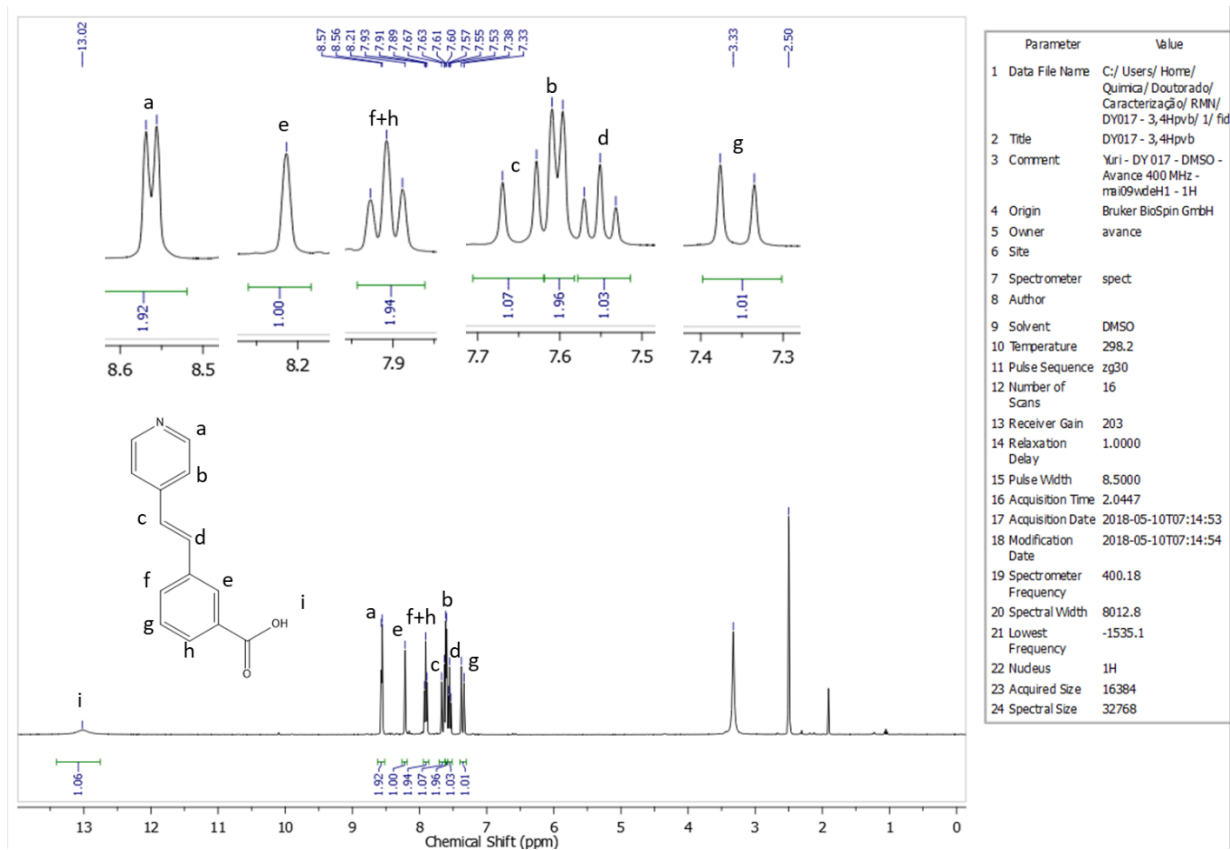 13.02
8.57
8.56
8.21
7.93
7.91
7.89
7.67
7.63
7.61
7.60
7.57
7.55
7.53
7.38
7.33
3.33
2.50
a
e
f+h
c
b
d
g
1.92
1.00
1.94
1.07
1.96
1.03
1.01
8.6 8.5
8.2
7.9
7.7 7.6 7.5
7.4 7.3
N
a
b
c
d
f
e
i
g
h
OH
O
i
a
e
f+h
c
b
d
g
1.06
1.92
1.00
1.94
1.07
1.96
1.03
1.01
13 12 11 10 9 8 7 6 5 4 3 2 1 0
Chemical Shift (ppm)
Parameter Value
1 Data File Name C:/ Users/ Home/
Quimica/ Doutorado/
Caracterização/ RMN/
DY017 - 3,4Hpvb/ 1/ fid
2 Title DY017 - 3,4Hpvb
3 Comment Yuri - DY 017 - DMSO -
Avance 400 MHz -
mai09wdeH1 - 1H
4 Origin Bruker BioSpin GmbH
5 Owner avance
6 Site
7 Spectrometer spect
8 Author
9 Solvent DMSO
10 Temperature 298.2
11 Pulse Sequence zg30
12 Number of 16
Scans
13 Receiver Gain 203
14 Relaxation 1.0000
Delay
15 Pulse Width 8.5000
16 Acquisition Time 2.0447
17 Acquisition Date 2018-05-10T07:14:53
18 Modification 2018-05-10T07:14:54
Date
19 Spectrometer 400.18
Frequency
20 Spectral Width 8012.8
21 Lowest -1535.1
Frequency
22 Nucleus 1H
23 Acquired Size 16384
24 Spectral Size 32768